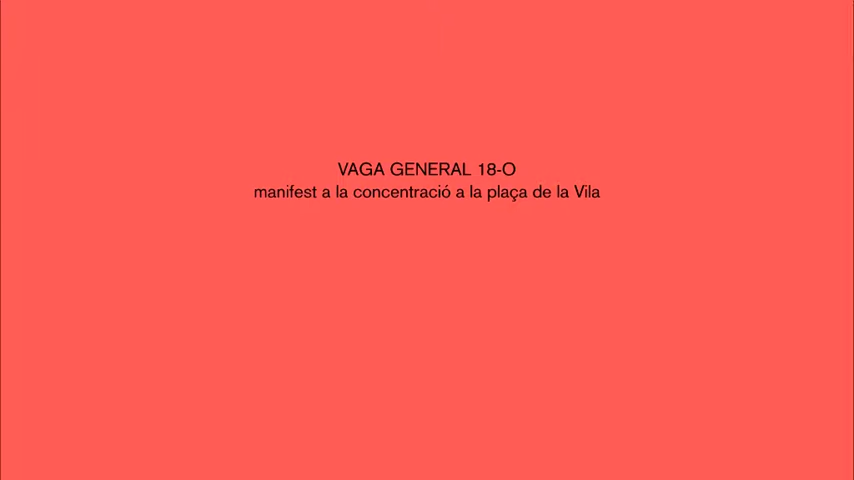 VAGA GENERAL 18-O
manifest a la concentració a la plaça de la Vila